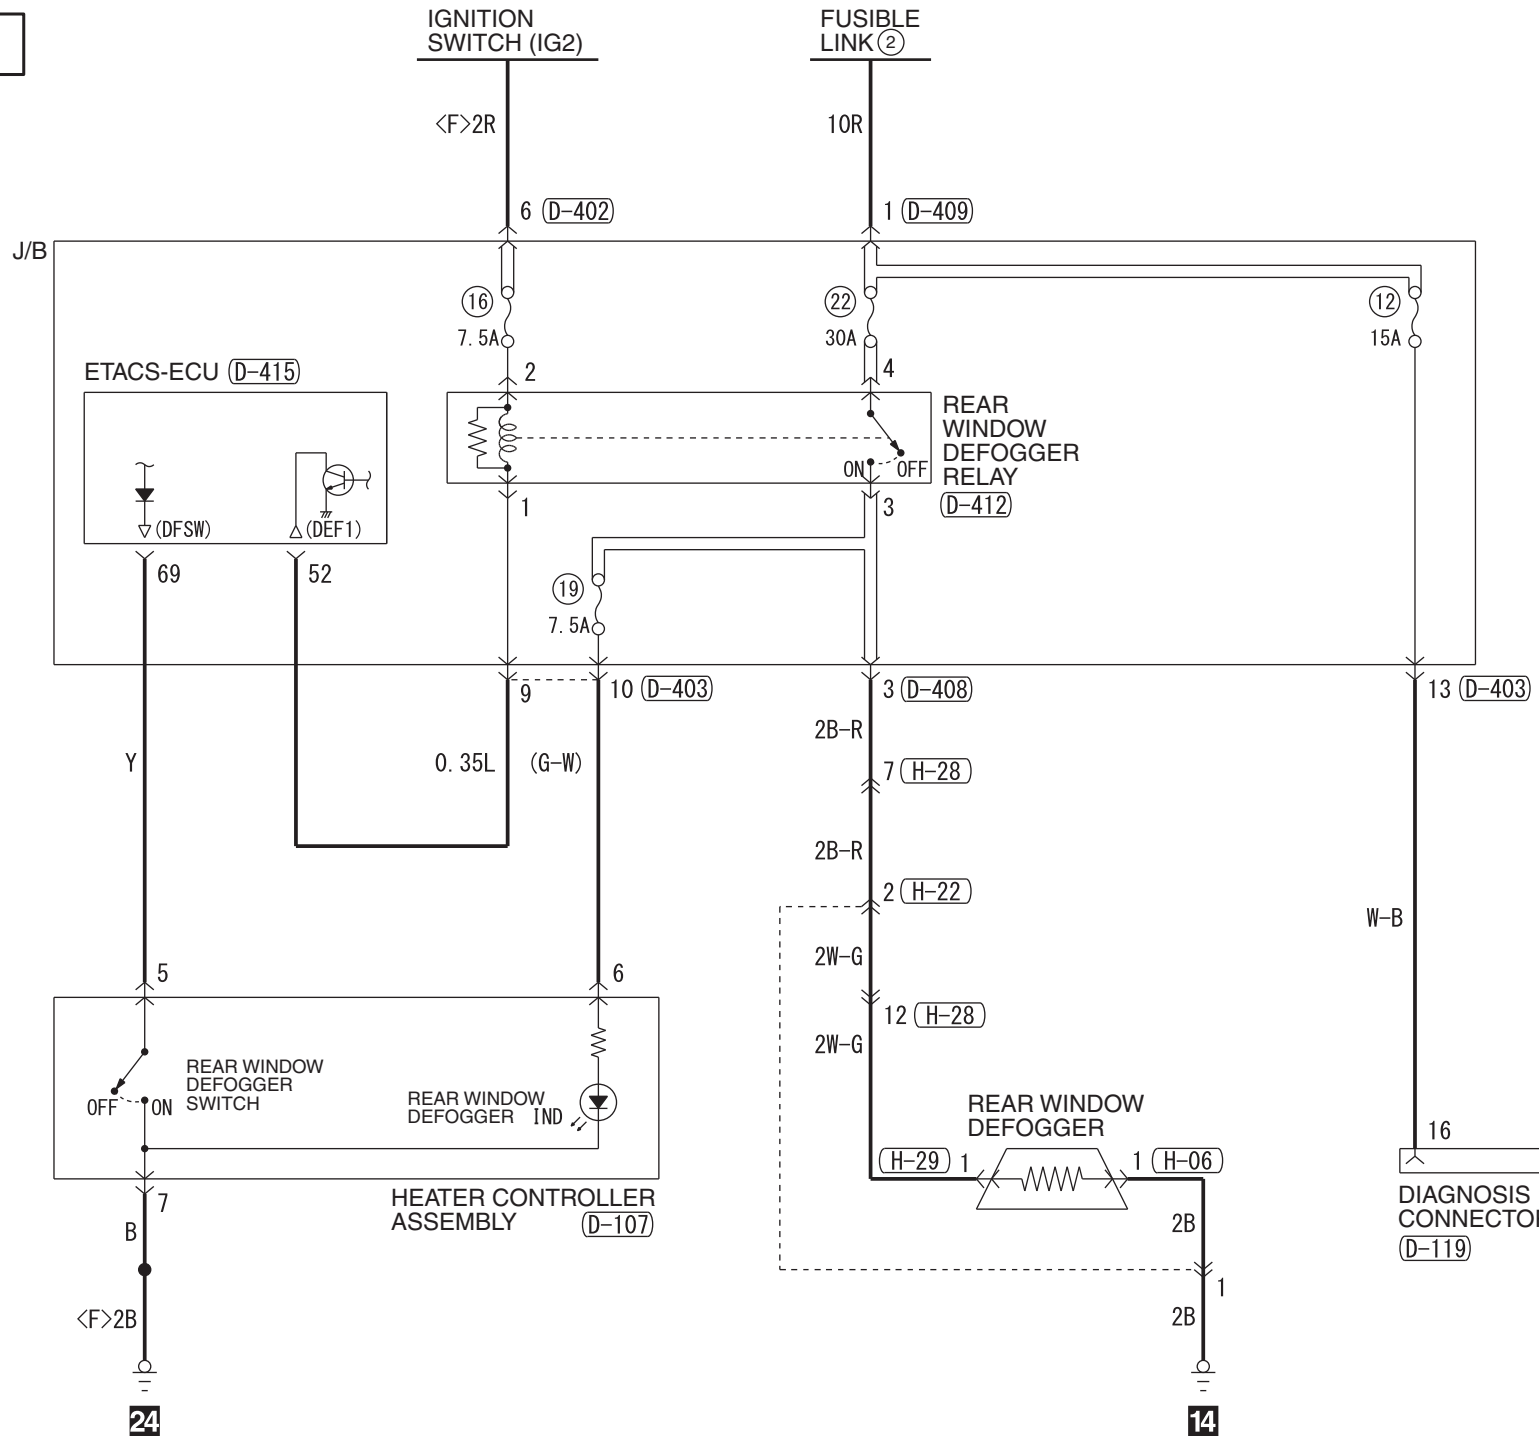 IGNITION
SWITCH (IG2)
FUSIBLE
LINK ②
<F>2R
10R
6 (D-402)
1 (D-409)
J/B
16
7.5A
22
30A
12
15A
ETACS-ECU (D-415)
2
4
REAR
WINDOW
DEFOGGER
RELAY
(D-412)
ON OFF
1
3
(DFSW)
(DEF1)
69
52
19
7.5A
9
10 (D-403)
3 (D-408)
13 (D-403)
2B-R
Y
0.35L
(G-W)
7 (H-28)
2B-R
2 (H-22)
W-B
2W-G
5
6
12 (H-28)
2W-G
REAR WINDOW
DEFOGGER
SWITCH
OFF ON
REAR WINDOW
DEFOGGER IND
REAR WINDOW
DEFOGGER
(H-29) 1
1 (H-06)
16
7
HEATER CONTROLLER
ASSEMBLY (D-107)
DIAGNOSIS
CONNECTO
(D-119)
B
2B
1
<F>2B
2B
24
14